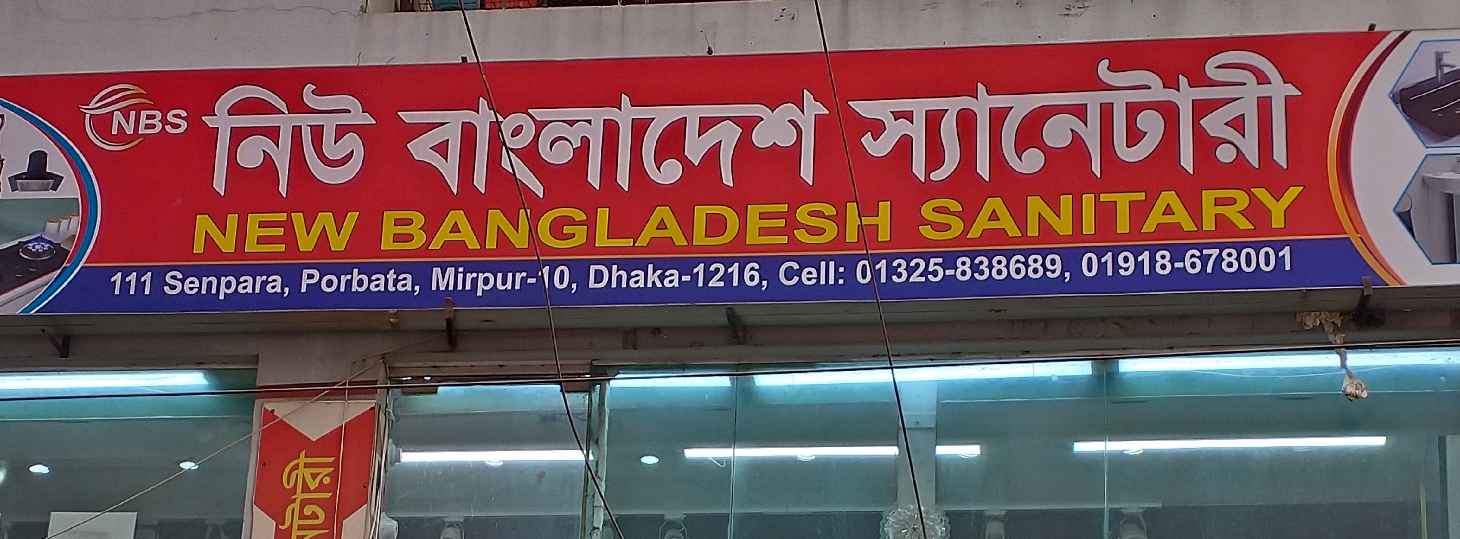 NBS
নিউ বাংলাদেশ স্যানেটারী
NEW BANGLADESH SANITARY
111 Senpara, Porbata, Mirpur-10, Dhaka-1216, Cell: 01325-838689, 01918-678001